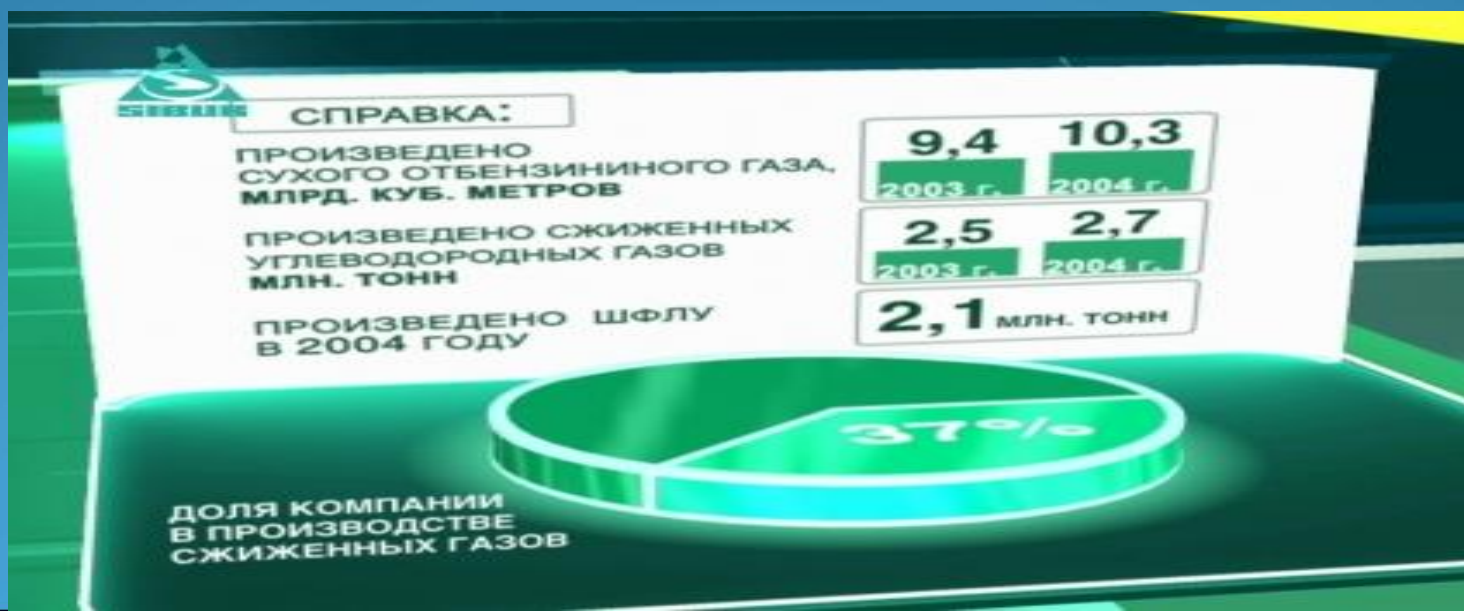 SIBUR
СПРАВКА:
ПРОИЗВЕДЕНО
СУХОГО ОТБЕНЗИНИНОГО ГАЗА,
МЛРД. КУБ. МЕТРОВ
9,4 10,3
2003 г. 2004 г.
ПРОИЗВЕДЕНО СЖИЖЕННЫХ
УГЛЕВОДОРОДНЫХ ГАЗОВ
МЛН. ТОНН
2,5 2,7
2003 г. 2004 г.
ПРОИЗВЕДЕНО ШФЛУ
В 2004 ГОДУ
2,1 МЛН. ТОНН
37%
ДОЛЯ КОМПАНИИ
В ПРОИЗВОДСТВЕ
СЖИЖЕННЫХ ГАЗОВ